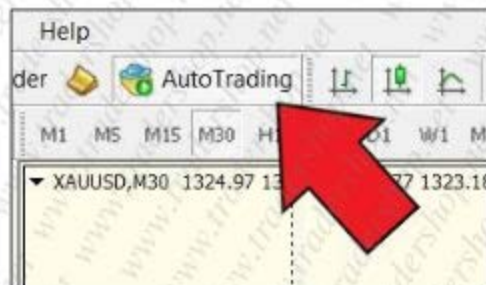 Help
der AutoTrading
M1 M5 M15 M30 D1 W1
XAUUSD,M30 1324.97 1323.18